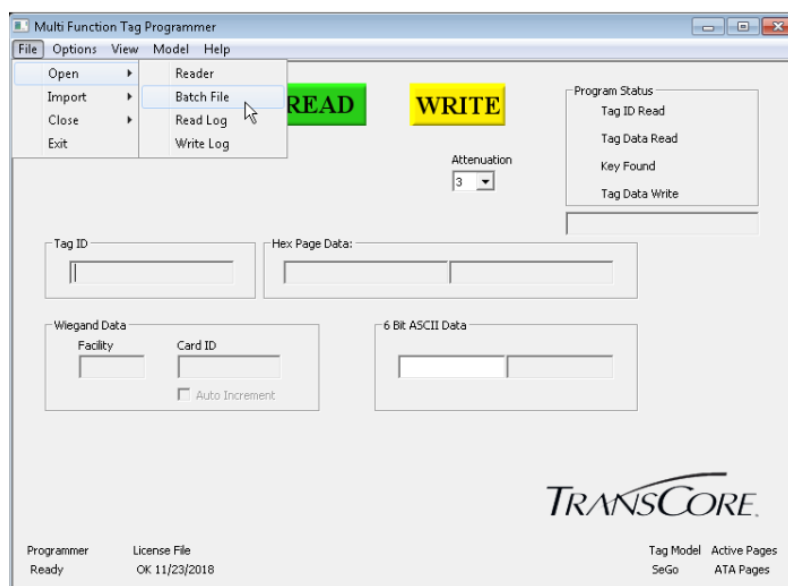 Multi Function Tag Programmer
File Options View Model Help
Open Reader
Import Batch File
Close Read Log
Exit Write Log
READ WRITE
Attenuation
3
Program Status
Tag ID Read
Tag Data Read
Key Found
Tag Data Write
Tag ID
Hex Page Data:
Wiegand Data
Facility Card ID
Auto Increment
6 Bit ASCII Data
TRANSCORE.
Programmer License File Tag Model Active Pages
Ready OK 11/23/2018 SeGo ATA Pages